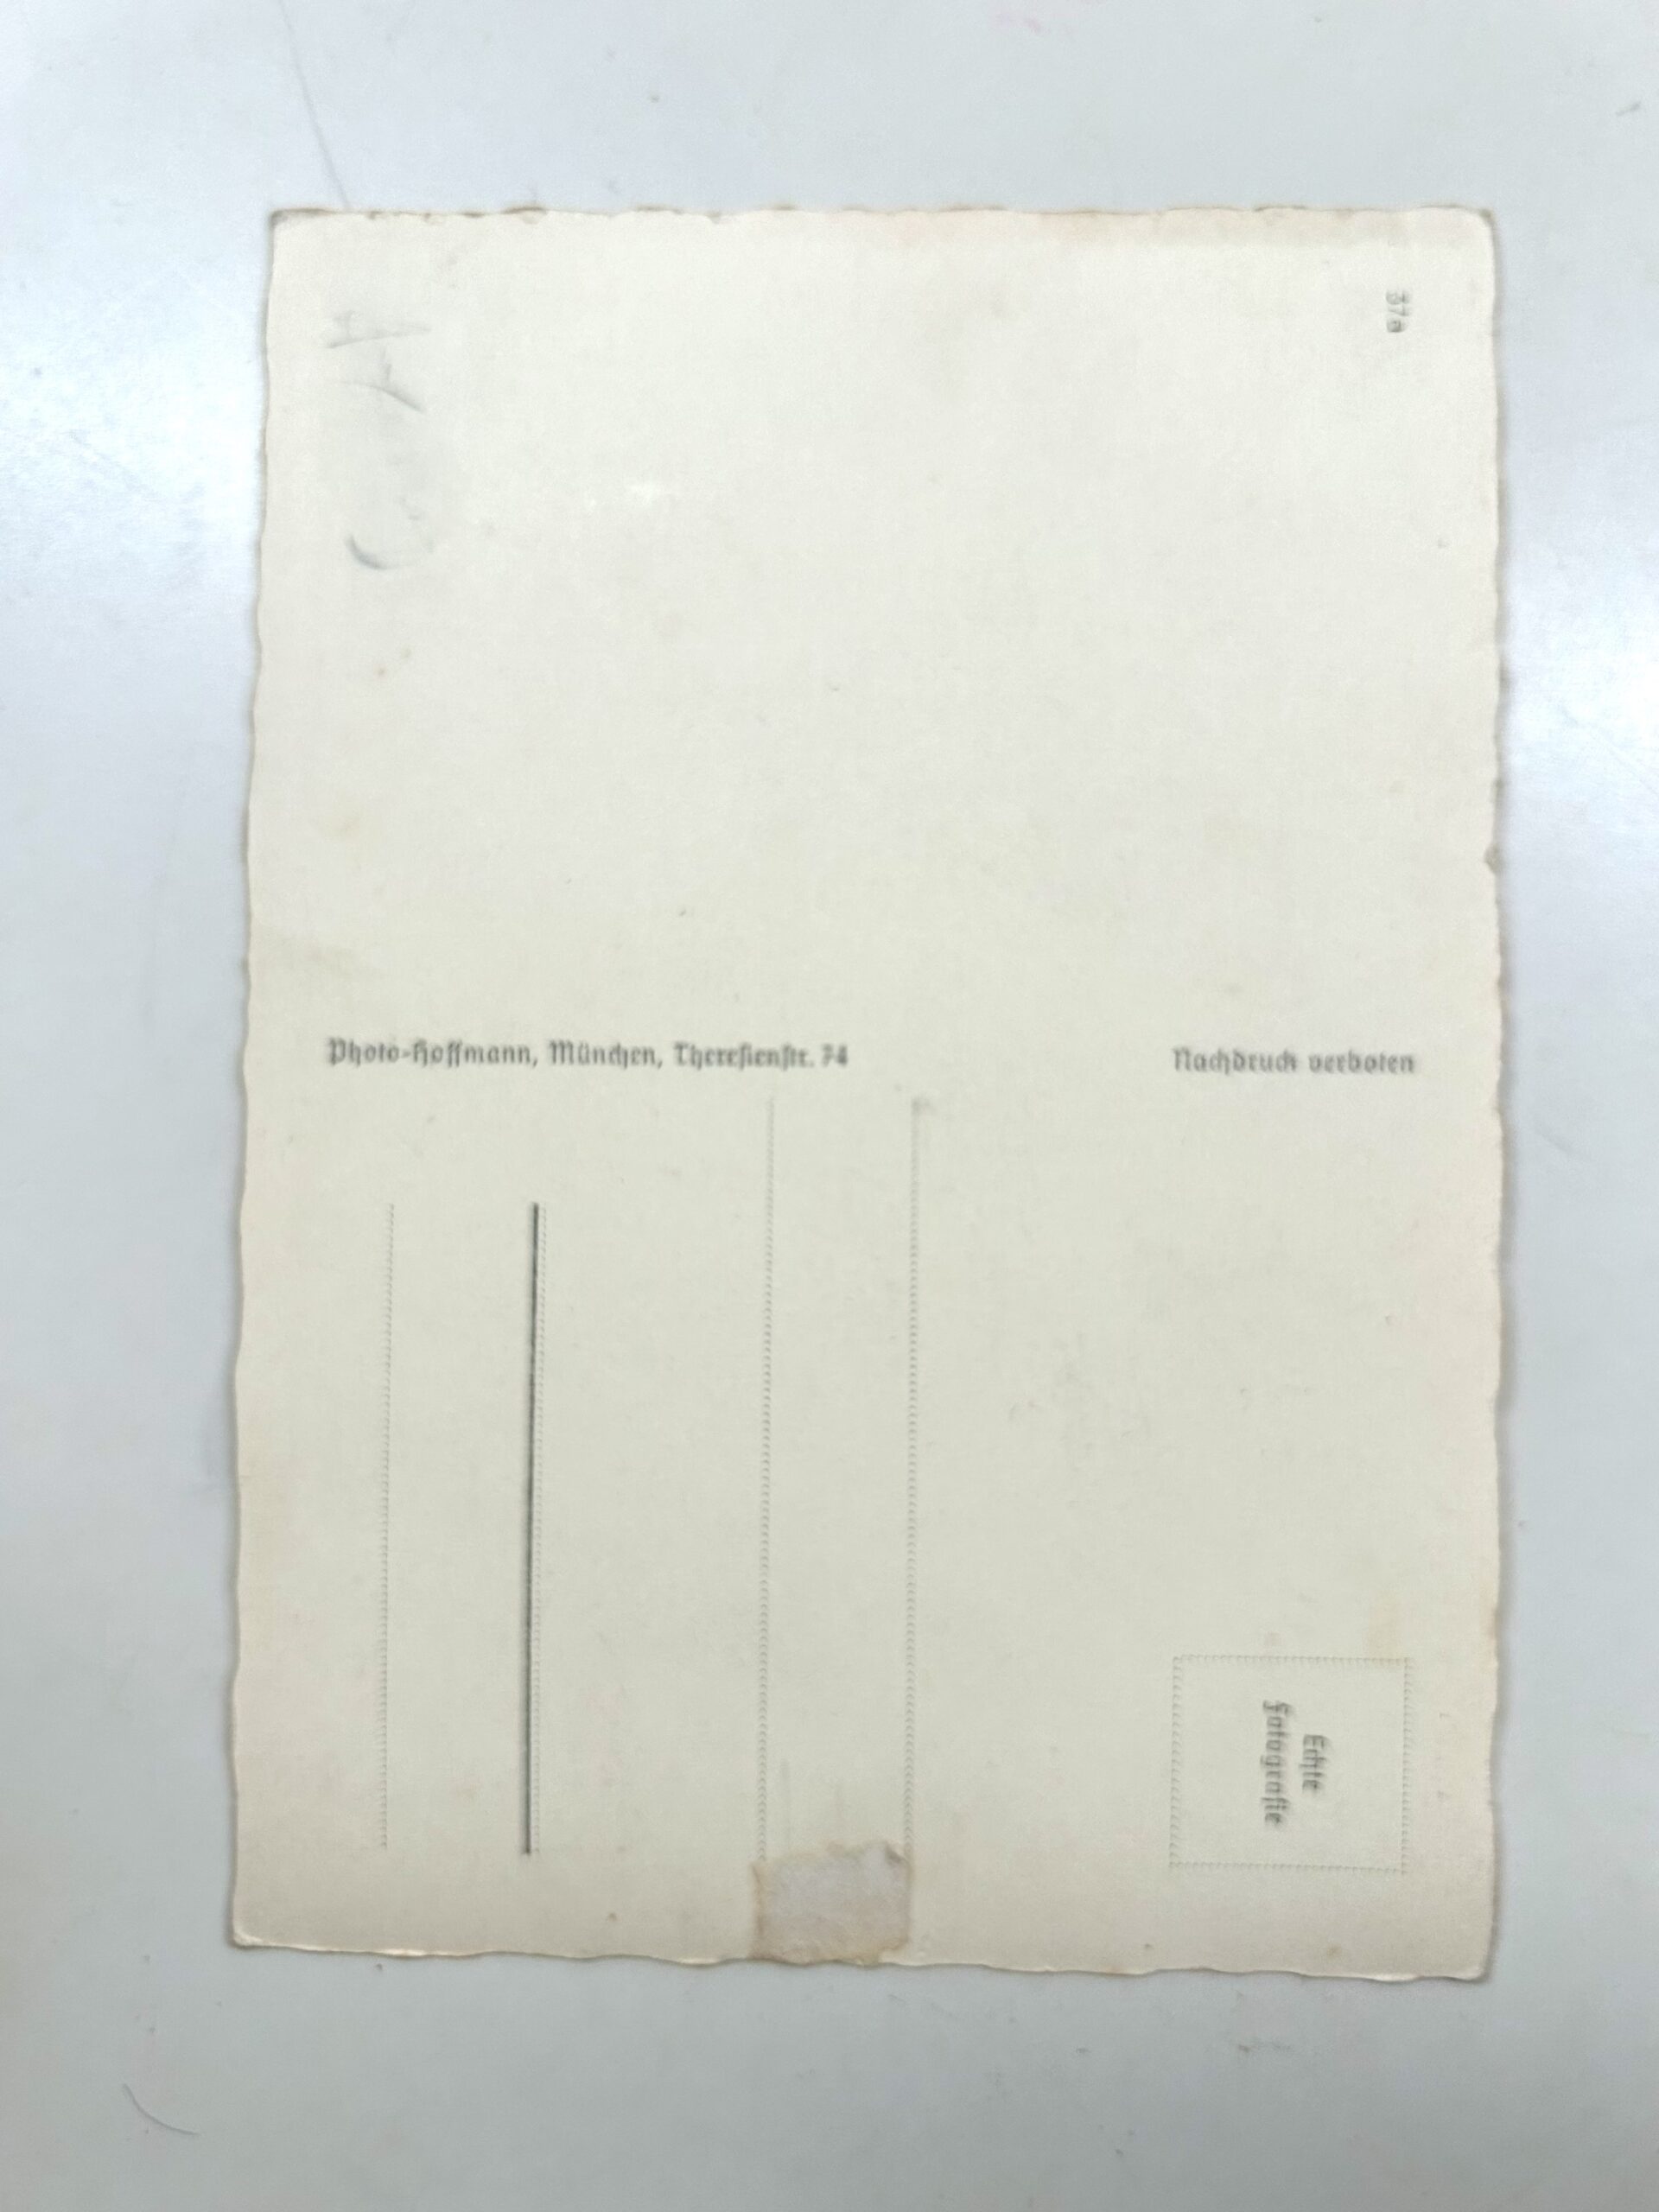 37a
Photo-Hoffmann, München, Theresienstr. 74
Nachdruck verboten
Echte
Fotografie